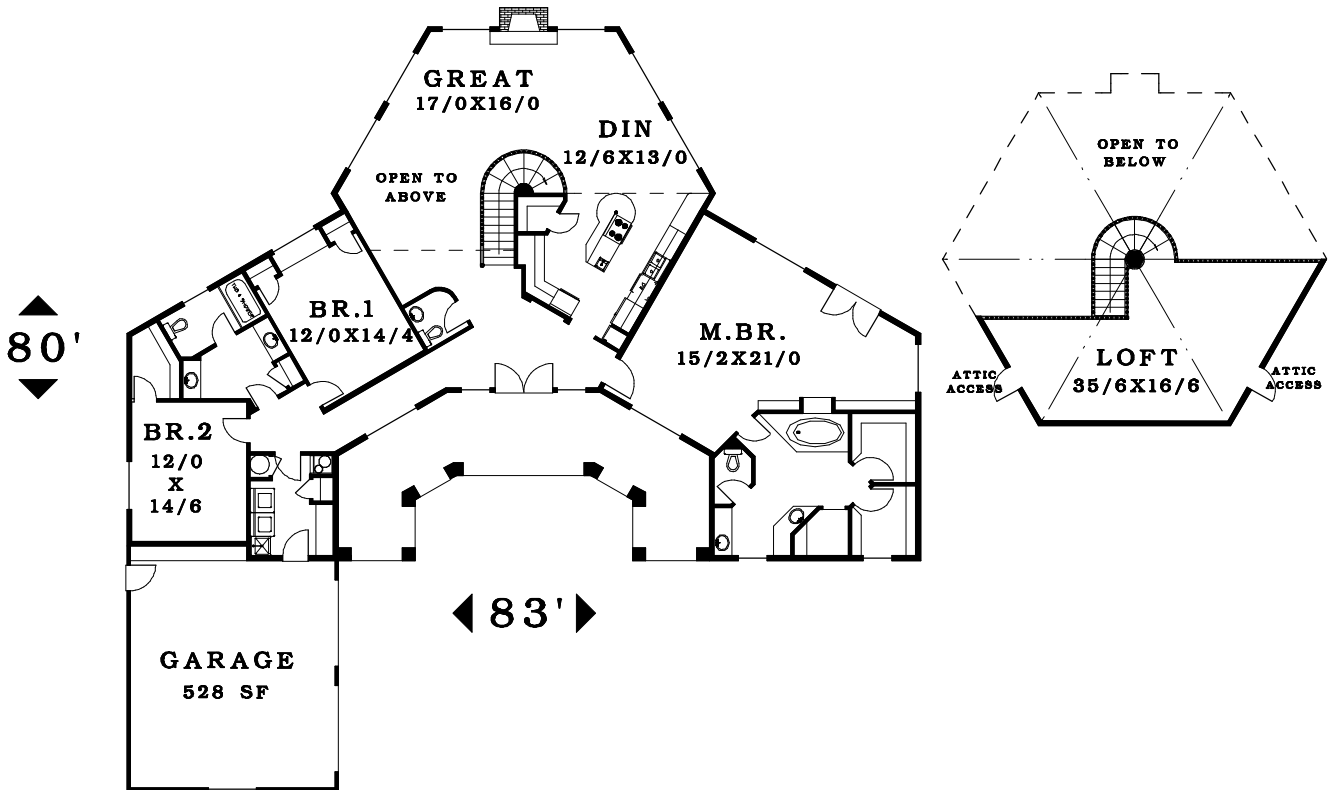 GREAT
17/0X16/0
DIN
12/6X13/0
OPEN TO
ABOVE
OPEN TO
BELOW
TUB & SHOWER
BR.1
12/0X14/4
80'
M.BR.
15/2X21/0
LOFT
35/6X16/6
ATTIC
ACCESS
ATTIC
ACCESS
BR.2
12/0
X
14/6
83'
GARAGE
528 SF